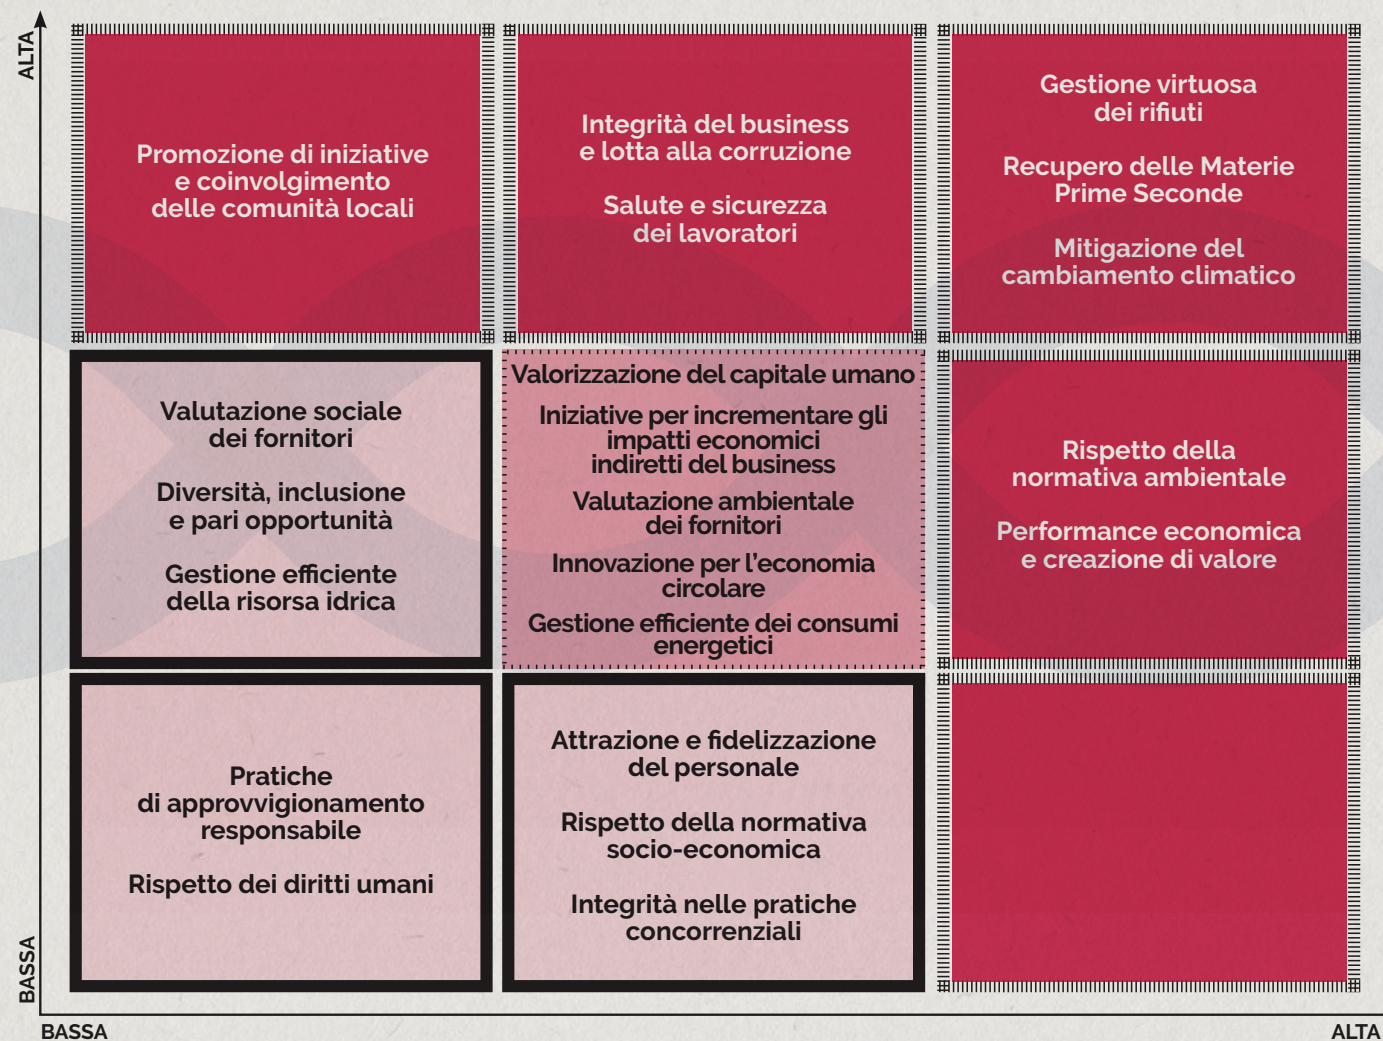 ALTA
Promozione di iniziative
e coinvolgimento
delle comunità locali
Integrità del business
e lotta alla corruzione
Salute e sicurezza
dei lavoratori
Gestione virtuosa
dei rifiuti
Recupero delle Materie
Prime Seconde
Mitigazione del
cambiamento climatico
Valutazione sociale
dei fornitori
Diversità, inclusione
e pari opportunità
Gestione efficiente
della risorsa idrica
Valorizzazione del capitale umano
Iniziative per incrementare gli
impatti economici
indiretti del business
Valutazione ambientale
dei fornitori
Innovazione per l'economia
circolare
Gestione efficiente dei consumi
energetici
Rispetto della
normativa ambientale
Performance economica
e creazione di valore
Pratiche
di approvvigionamento
responsabile
Rispetto dei diritti umani
Attrazione e fidelizzazione
del personale
Rispetto della normativa
socio-economica
Integrità nelle pratiche
concorrenziali
BASSA
BASSA
ALTA